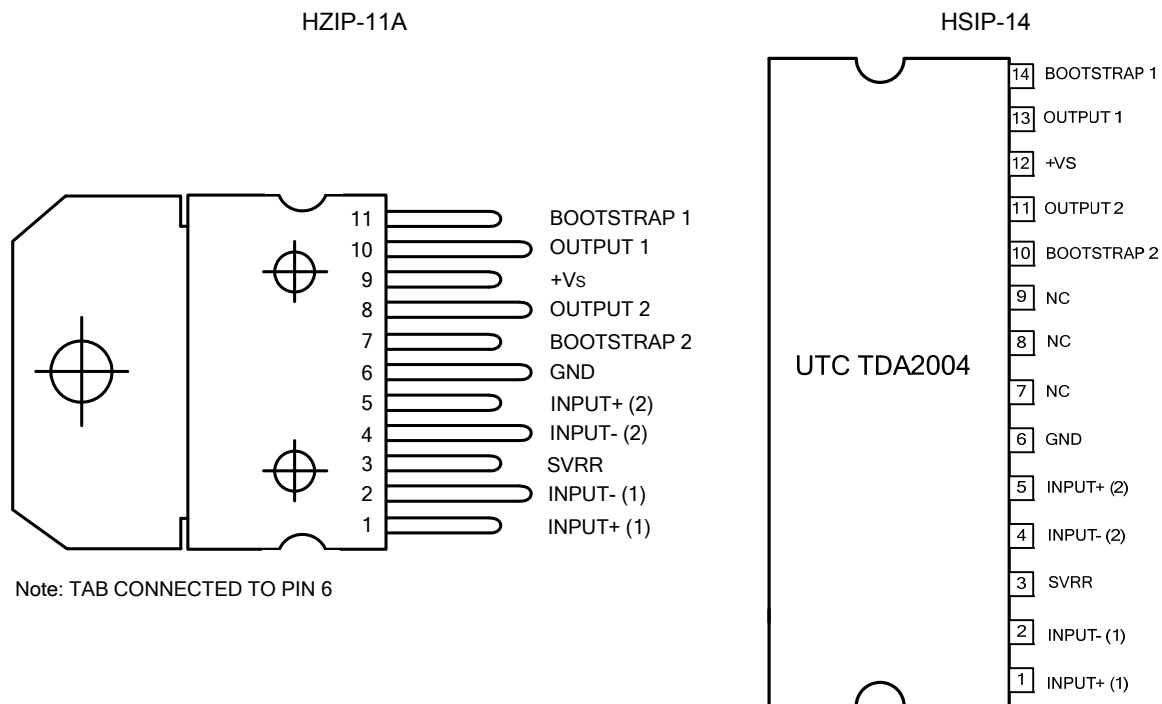 HZIP-11A
11 BOOTSTRAP 1
10 OUTPUT 1
9 +Vs
8 OUTPUT 2
7 BOOTSTRAP 2
6 GND
5 INPUT+ (2)
4 INPUT- (2)
3 SVRR
2 INPUT- (1)
1 INPUT+ (1)
Note: TAB CONNECTED TO PIN 6
HSIP-14
UTC TDA2004
14 BOOTSTRAP 1
13 OUTPUT 1
12 +VS
11 OUTPUT 2
10 BOOTSTRAP 2
9 NC
8 NC
7 NC
6 GND
5 INPUT+ (2)
4 INPUT- (2)
3 SVRR
2 INPUT- (1)
1 INPUT+ (1)